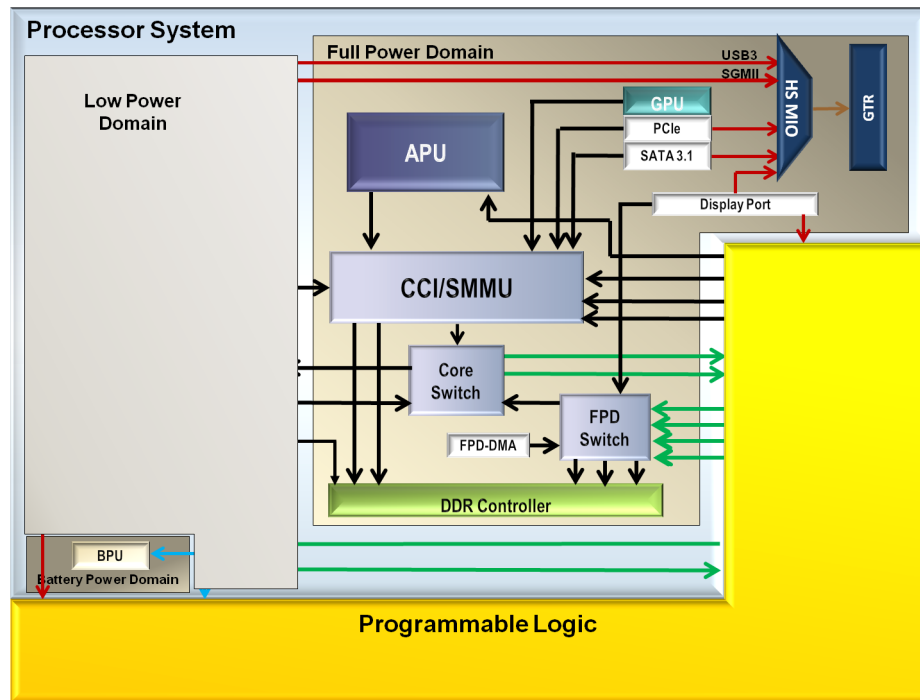 Processor System
Full Power Domain
USB3
SGMII
Low Power
Domain
GPU
PCIe
SATA 3.1
HS MIO
GTR
APU
Display Port
CCI/SMMU
Core
Switch
FPD
Switch
FPD-DMA
DDR Controller
BPU
Battery Power Domain
Programmable Logic